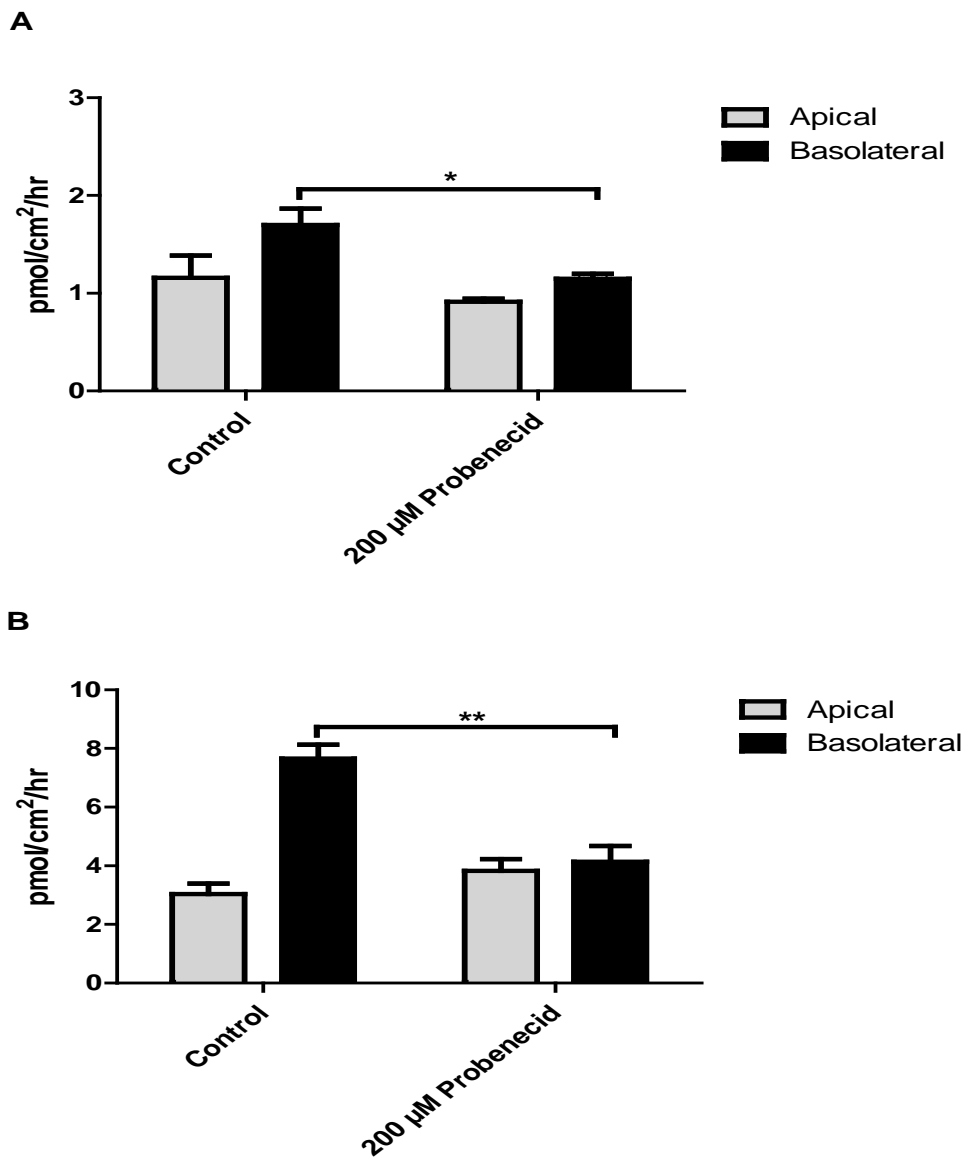 A
3
2
1
0
pmol/cm²/hr
*
Apical
Basolateral
Control
200 µM Probenecid
B
10
8
6
4
2
0
pmol/cm²/hr
**
Apical
Basolateral
Control
200 µM Probenecid